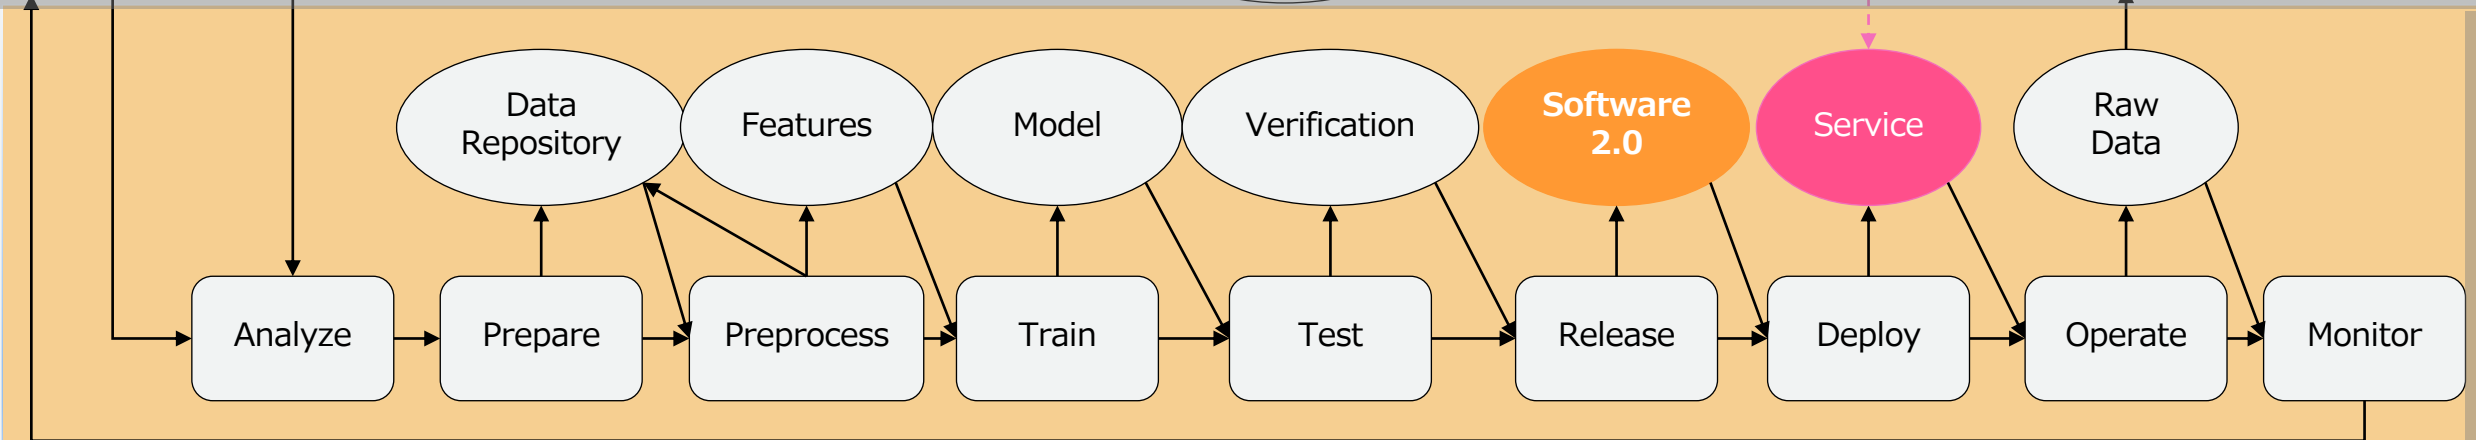 Data
Repository
Features
Model
Verification
Software
2.0
Service
Raw
Data
Analyze
Prepare
Preprocess
Train
Test
Release
Deploy
Operate
Monitor